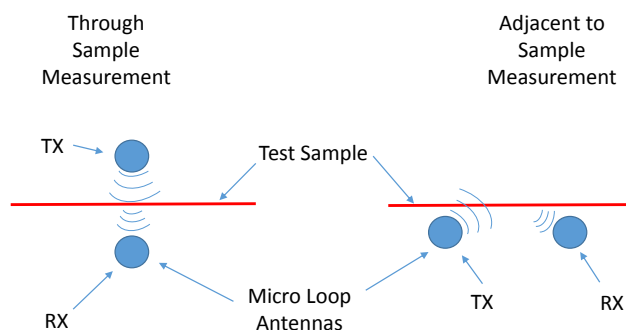 Through
Sample
Measurement
Adjacent to
Sample
Measurement
TX
Test Sample
Micro Loop
Antennas
RX
TX
RX